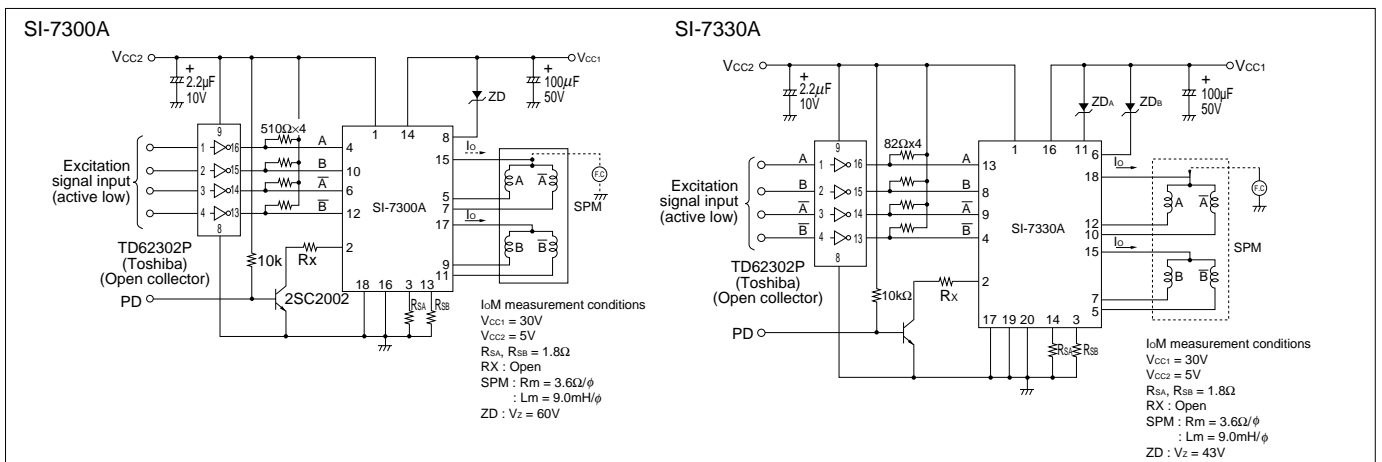 SI-7300A
VCC2
VCC1
+
2.2µF
10V
+
100µF
50V
ZD
9
510Ω×4
1
14
8
Excitation
signal input
(active low)
1
16
A
4
2
15
B
10
3
14
A̅
6
4
13
B̅
12
8
SI-7300A
15
IO
A
A̅
5
7
17
IO
B
B̅
9
11
SPM
F.C
TD62302P
(Toshiba)
(Open collector)
10k
RX
2
PD
2SC2002
18
16
3
13
RSA
RSB
IOM measurement conditions
VCC1 = 30V
VCC2 = 5V
RSA, RSB = 1.8Ω
RX : Open
SPM : Rm = 3.6Ω/ϕ
: Lm = 9.0mH/ϕ
ZD : VZ = 60V
SI-7330A
VCC2
VCC1
+
2.2µF
10V
+
100µF
50V
ZDA
ZDB
9
82Ωx4
1
16
11
6
Excitation
signal input
(active low)
A
1
16
A
13
B
2
15
B
8
A̅
3
14
A̅
9
B̅
4
13
B̅
4
8
SI-7330A
18
IO
A
A̅
12
10
15
IO
B
B̅
7
5
SPM
F.C
TD62302P
(Toshiba)
(Open collector)
10kΩ
RX
2
PD
17
19
20
14
3
RSA
RSB
IOM measurement conditions
VCC1 = 30V
VCC2 = 5V
RSA, RSB = 1.8Ω
RX : Open
SPM : Rm = 3.6Ω/ϕ
: Lm = 9.0mH/ϕ
ZD : VZ = 43V